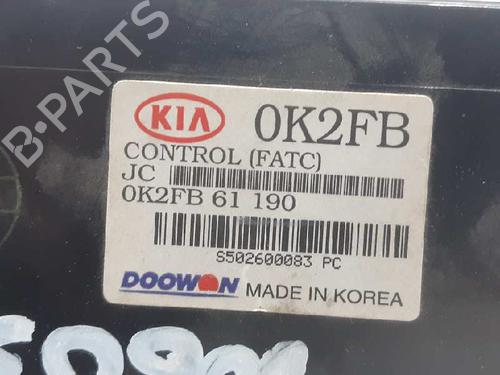 KIA 0K2FB
CONTROL (FATC)
JC
0K2FB 61 190
S502600083 PC
DOOWON MADE IN KOREA
B-PARTS